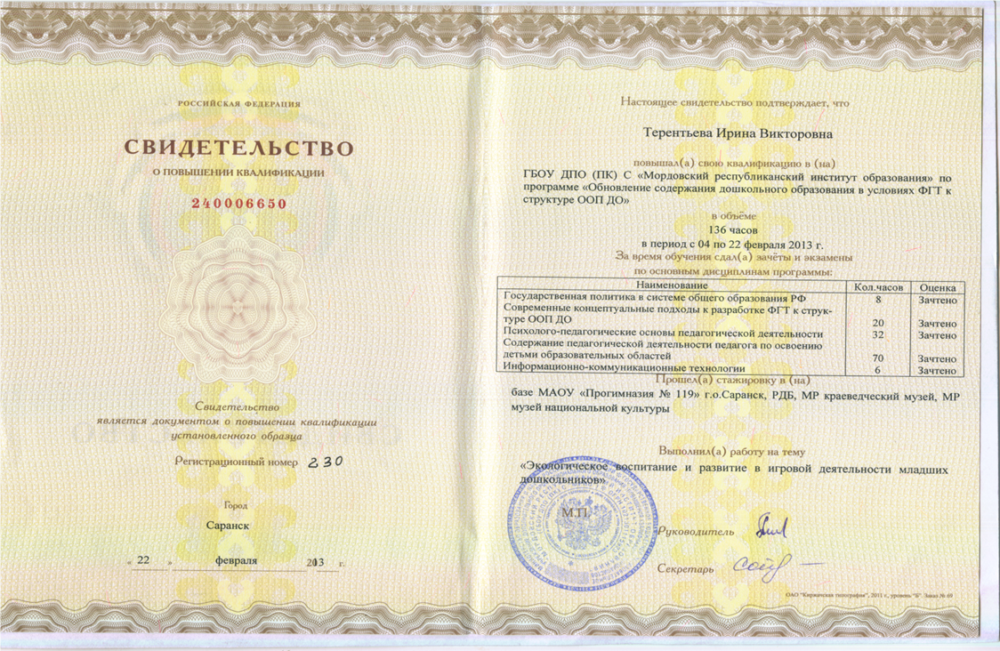 РОССИЙСКАЯ ФЕДЕРАЦИЯ
СВИДЕТЕЛЬСТВО
О ПОВЫШЕНИИ КВАЛИФИКАЦИИ
240006650
Свидетельство
является документом о повышении квалификации
установленного образца
Регистрационный номер 230
Город
Саранск
« 22 » февраля 2013 г.
Настоящее свидетельство подтверждает, что
Терентьева Ирина Викторовна
повышал(а) свою квалификацию в (на)
ГБОУ ДПО (ПК) С «Мордовский республиканский институт образования» по
программе «Обновление содержания дошкольного образования в условиях ФГТ к
структуре ООП ДО»
в объёме
136 часов
в период с 04 по 22 февраля 2013 г.
За время обучения сдал(а) зачёты и экзамены
по основным дисциплинам программы:
Наименование Кол.часов Оценка
Государственная политика в системе общего образования РФ 8 Зачтено
Современные концептуальные подходы к разработке ФГТ к струк-
туре ООП ДО 20 Зачтено
Психолого-педагогические основы педагогической деятельности 32 Зачтено
Содержание педагогической деятельности педагога по освоению
детьми образовательных областей 70 Зачтено
Информационно-коммуникационные технологии 6 Зачтено
Прошел(а) стажировку в (на)
базе МАОУ «Прогимназия № 119» г.о.Саранск, РДБ, МР краеведческий музей, МР
музей национальной культуры
Выполнил(а) работу на тему
«Экологическое воспитание и развитие в игровой деятельности младших
дошкольников»
М.П.
Руководитель
Секретарь
ОАО "Киржачская типография", 2011 г., уровень "Б". Заказ № 69